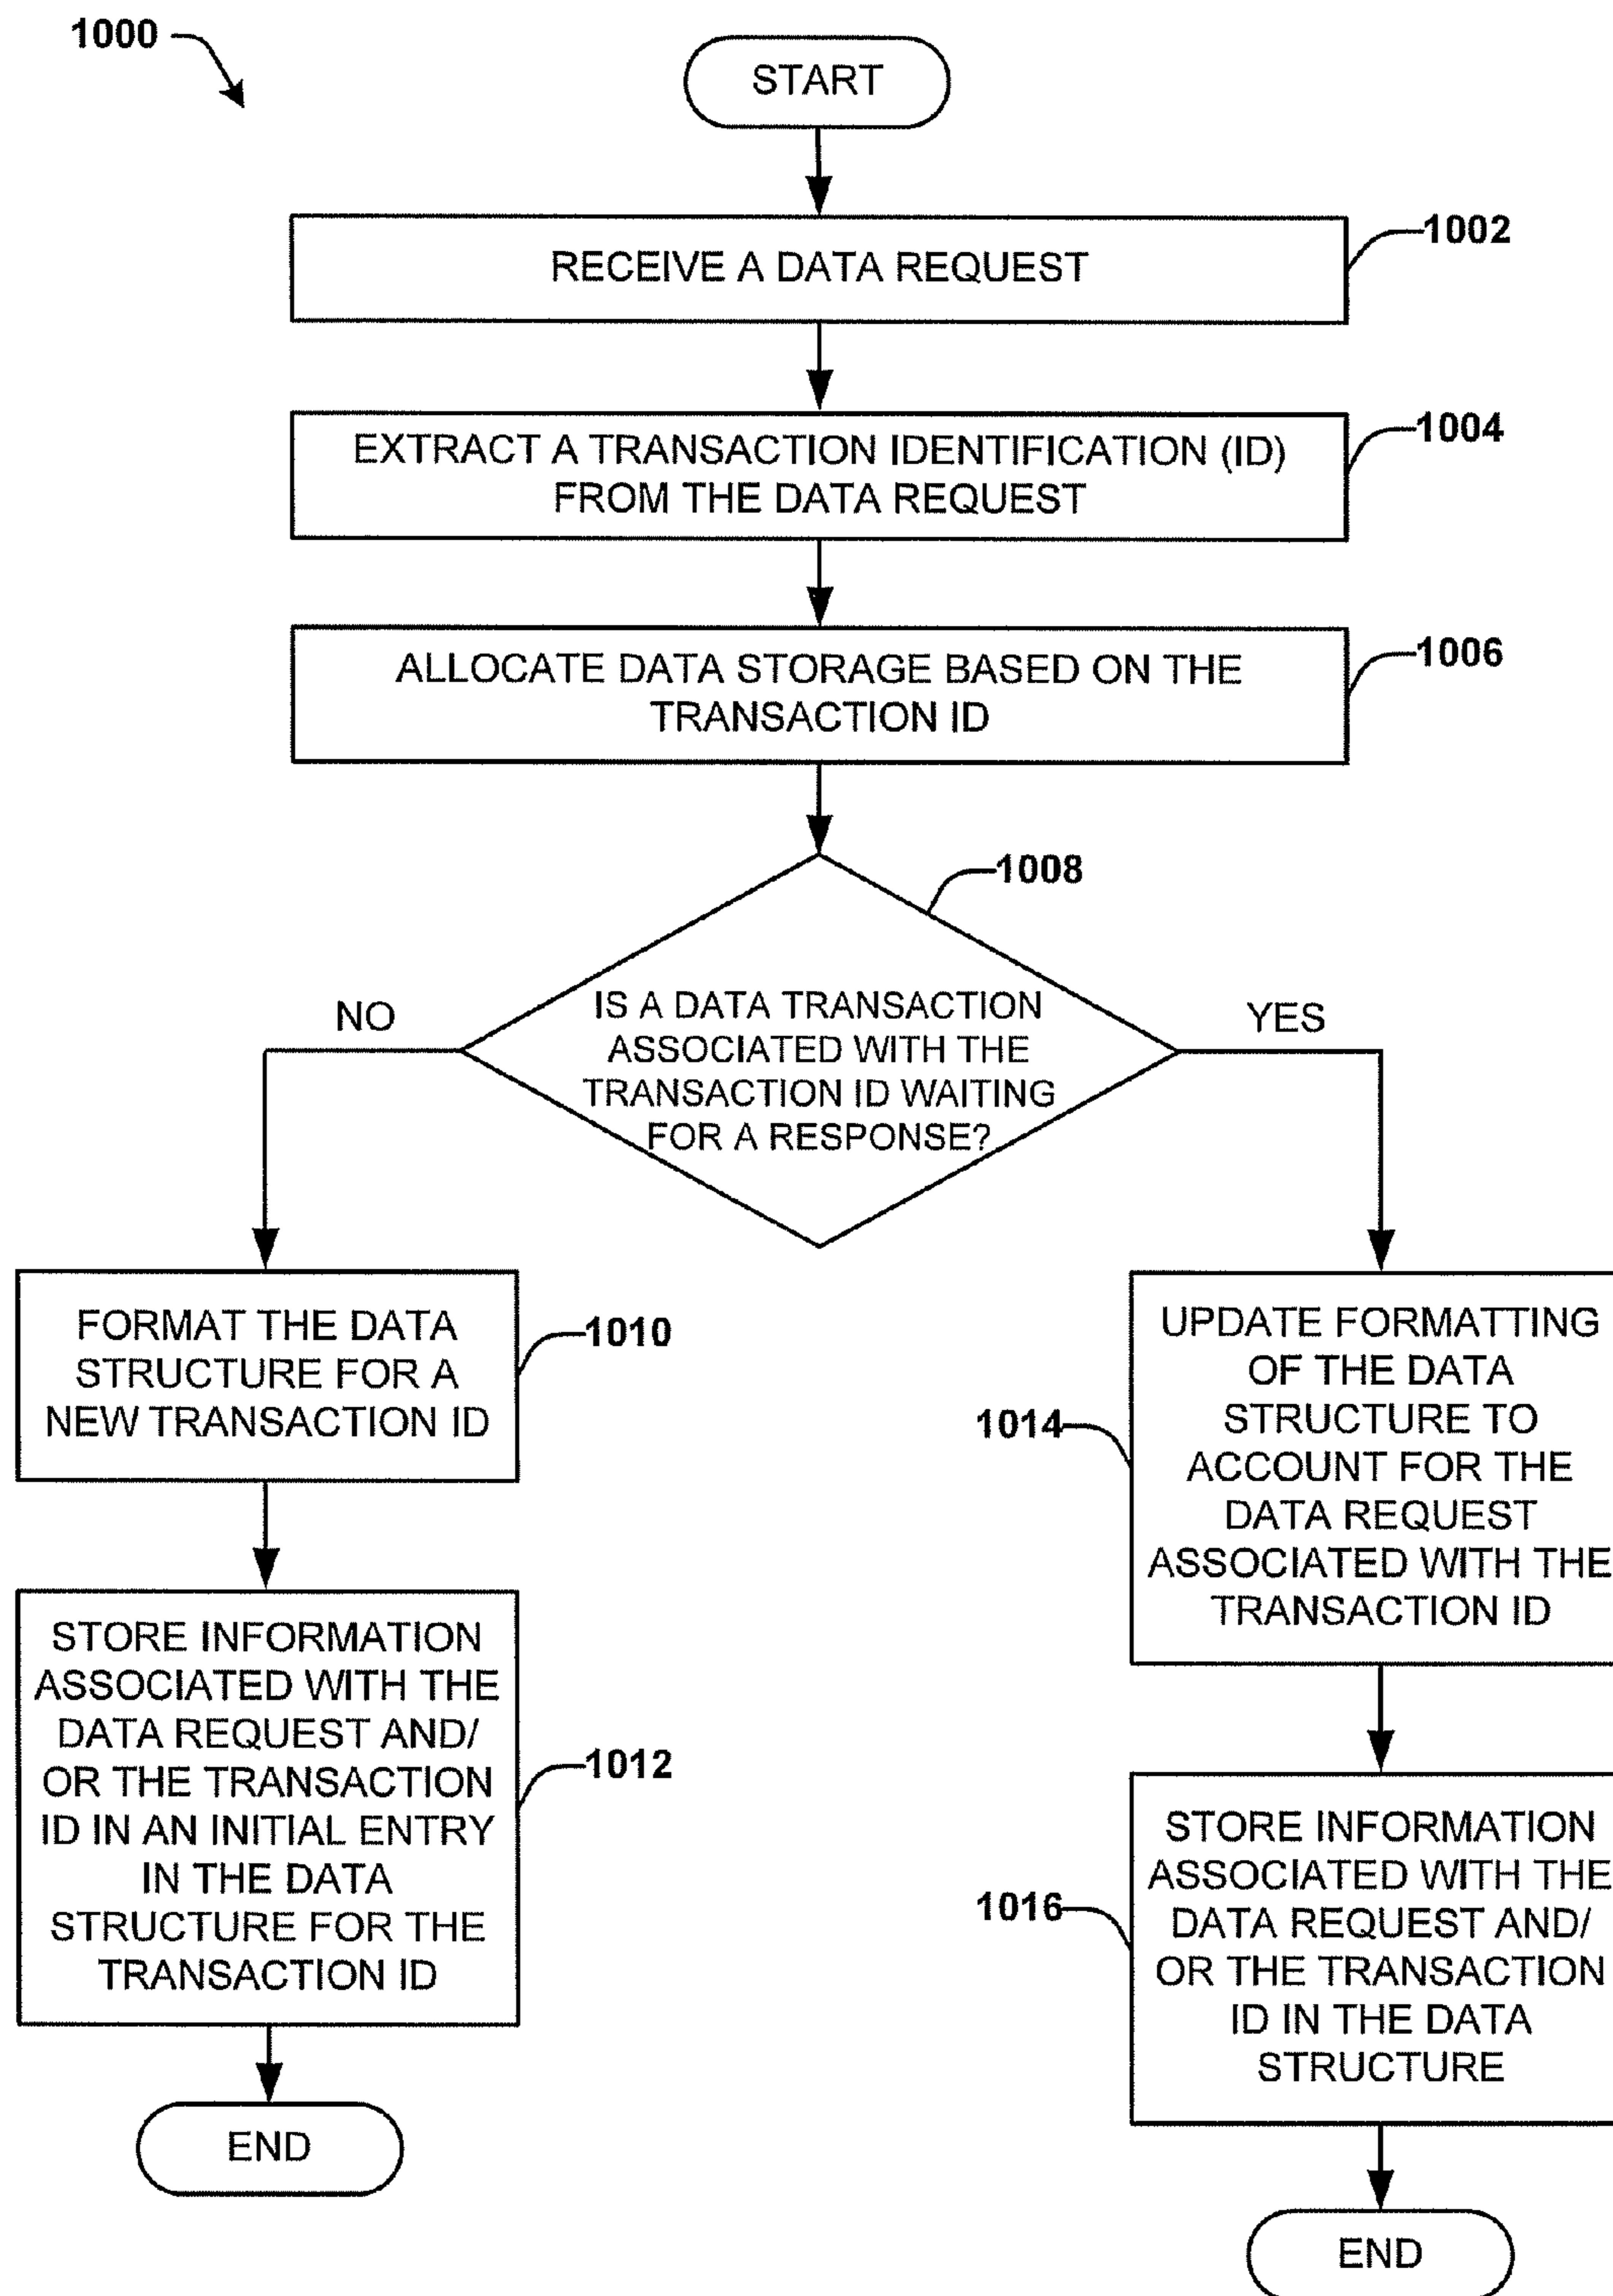 1000
START
RECEIVE A DATA REQUEST
1002
EXTRACT A TRANSACTION IDENTIFICATION (ID)
FROM THE DATA REQUEST
1004
ALLOCATE DATA STORAGE BASED ON THE
TRANSACTION ID
1006
1008
IS A DATA TRANSACTION
ASSOCIATED WITH THE
TRANSACTION ID WAITING
FOR A RESPONSE?
NO
YES
FORMAT THE DATA
STRUCTURE FOR A
NEW TRANSACTION ID
1010
STORE INFORMATION
ASSOCIATED WITH THE
DATA REQUEST AND/
OR THE TRANSACTION
ID IN AN INITIAL ENTRY
IN THE DATA
STRUCTURE FOR THE
TRANSACTION ID
1012
END
UPDATE FORMATTING
OF THE DATA
STRUCTURE TO
ACCOUNT FOR THE
DATA REQUEST
ASSOCIATED WITH THE
TRANSACTION ID
1014
STORE INFORMATION
ASSOCIATED WITH THE
DATA REQUEST AND/
OR THE TRANSACTION
ID IN THE DATA
STRUCTURE
1016
END